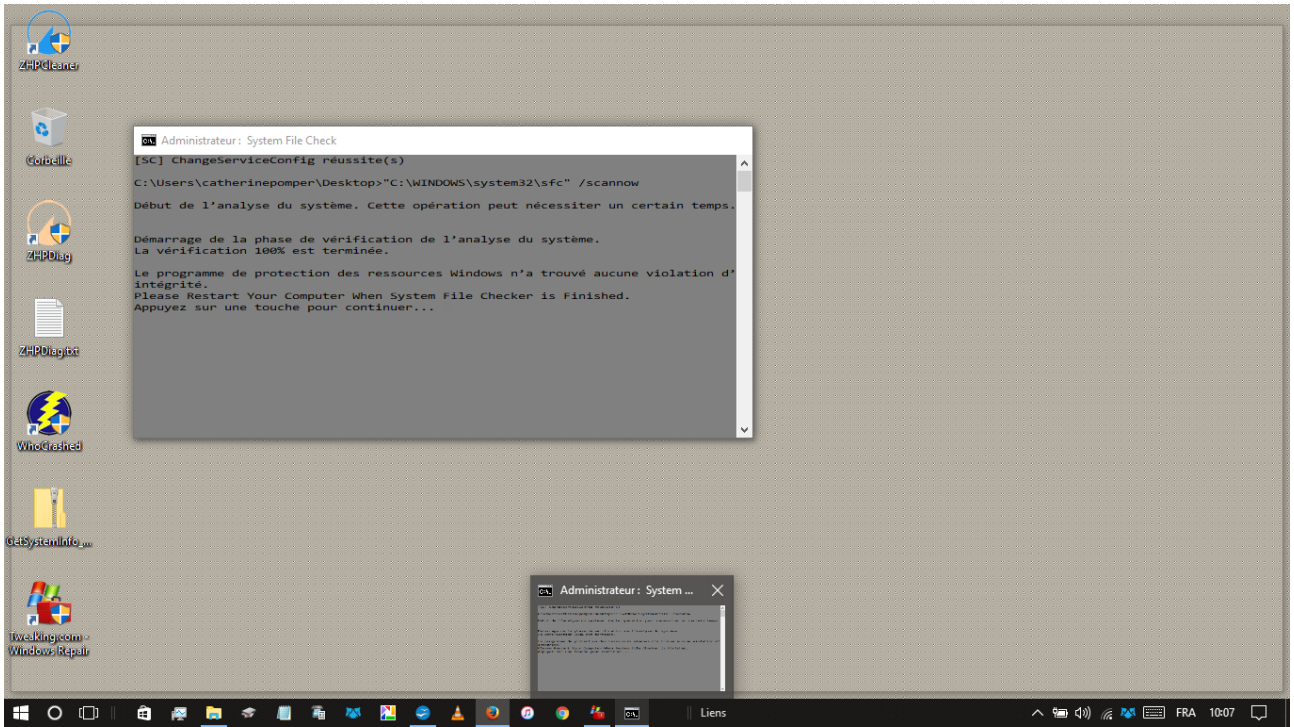 ZHPCleaner
Corbeille
ZHPDiag
ZHPDiag.txt
WhoCrashed
GetSystemInfo_...
Tweaking.com -
Windows Repair
Administrateur : System File Check
[SC] ChangeServiceConfig réussite(s)
C:\Users\catherinepomper\Desktop>"C:\WINDOWS\system32\sfc" /scannow
Début de l’analyse du système. Cette opération peut nécessiter un certain temps.
Démarrage de la phase de vérification de l’analyse du système.
La vérification 100% est terminée.
Le programme de protection des ressources Windows n’a trouvé aucune violation d’
intégrité.
Please Restart Your Computer When System File Checker is Finished.
Appuyez sur une touche pour continuer...
Administrateur : System ...
Liens
FRA
10:07